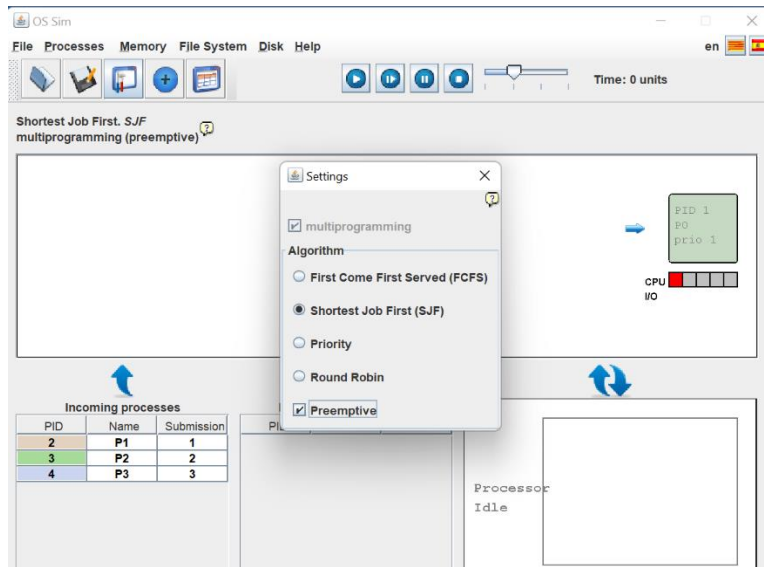 OS Sim
File Processes Memory File System Disk Help
en
Time: 0 units
Shortest Job First. SJF
multiprogramming (preemptive)
?
Settings
?
multiprogramming
Algorithm
First Come First Served (FCFS)
Shortest Job First (SJF)
Priority
Round Robin
Preemptive
PID 1
P0
prio 1
CPU
I/O
Incoming processes
PID Name Submission
2 P1 1
3 P2 2
4 P3 3
Processor
Idle